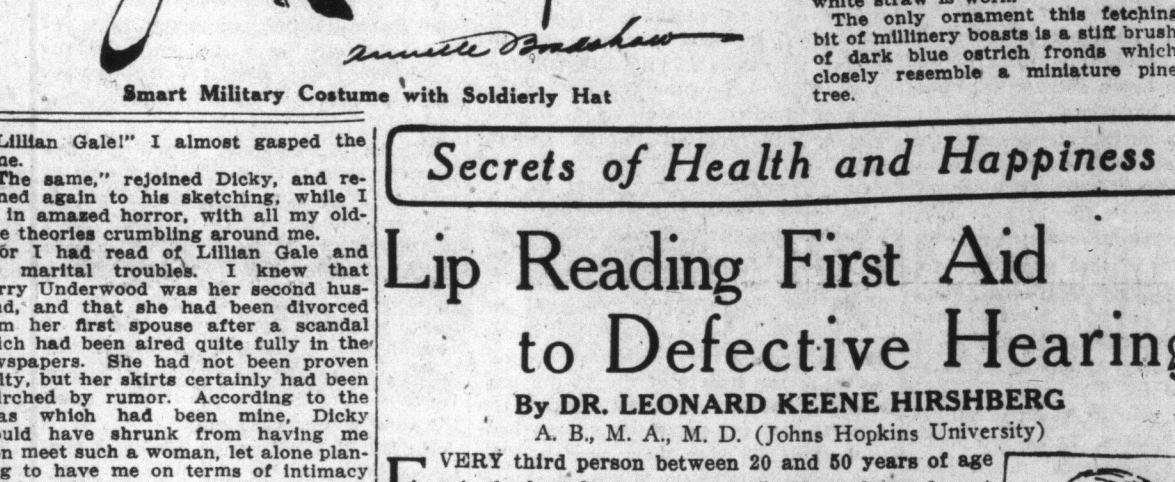 Annette Bradshaw
Smart Military Costume with Soldierly Hat
white straw is worn.
The only ornament this fetching
bit of millinery boasts is a stiff brush
of dark blue ostrich fronds which
closely resemble a miniature pine
tree.
Lillian Gale!" I almost gasped the
The same," rejoined Dicky, and re-
again to his sketching, while I
in amazed horror, with all my old-
theories crumbling around me.
I had read of Lillian Gale and
marital troubles. I knew that
rry Underwood was her second hus-
and that she had been divorced
her first spouse after a scandal
had been aired quite fully in the
wspapers. She had not been proven
lty, but her skirts certainly had been
rched by rumor. According to the
as which had been mine, Dicky
ould have shrunk from having me
n meet such a woman, let alone plan-
g to have me on terms of intimacy
Secrets of Health and Happiness
Lip Reading First Aid
to Defective Hearing
By DR. LEONARD KEENE HIRSHBERG
A. B., M. A., M. D. (Johns Hopkins University)
EVERY third person between 20 and 50 years of age